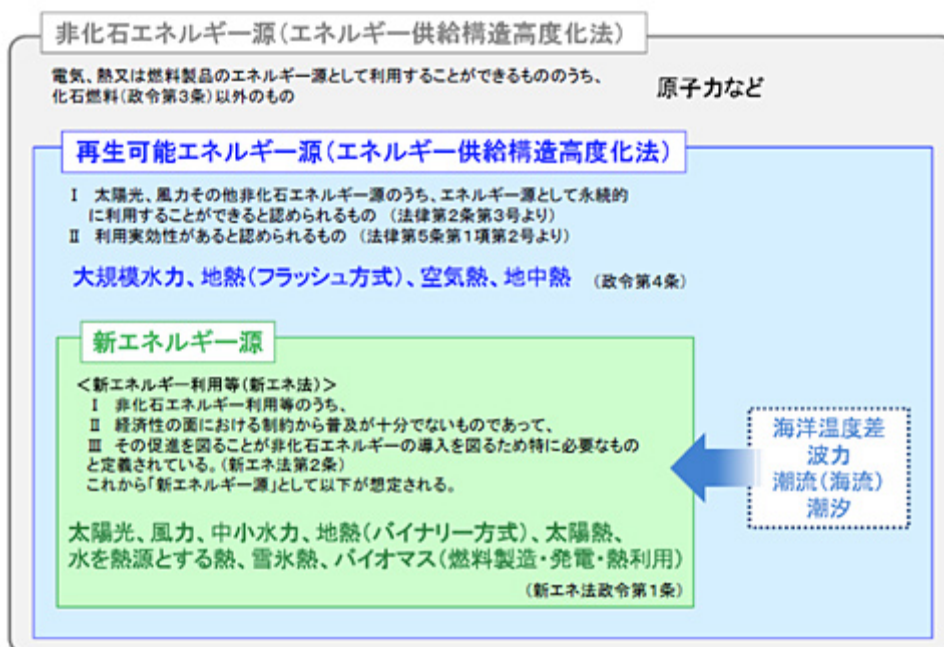 非化石エネルギー源(エネルギー供給構造高度化法)
電気、熱又は燃料製品のエネルギー源として利用することができるもののうち、
化石燃料(政令第3条)以外のもの
原子力など
再生可能エネルギー源(エネルギー供給構造高度化法)
Ⅰ 太陽光、風力その他非化石エネルギー源のうち、エネルギー源として永続的
に利用することができると認められるもの (法律第2条第3号より)
Ⅱ 利用実効性があると認められるもの (法律第5条第1項第2号より)
大規模水力、地熱(フラッシュ方式)、空気熱、地中熱 (政令第4条)
新エネルギー源
<新エネルギー利用等(新エネ法)>
Ⅰ 非化石エネルギー利用等のうち、
Ⅱ 経済性の面における制約から普及が十分でないものであって、
Ⅲ その促進を図ることが非化石エネルギーの導入を図るため特に必要なもの
と定義されている。(新エネ法第2条)
これから「新エネルギー源」として以下が想定される。
太陽光、風力、中小水力、地熱(バイナリー方式)、太陽熱、
水を熱源とする熱、雪氷熱、バイオマス(燃料製造・発電・熱利用)
(新エネ法政令第1条)
海洋温度差
波力
潮流(海流)
潮汐